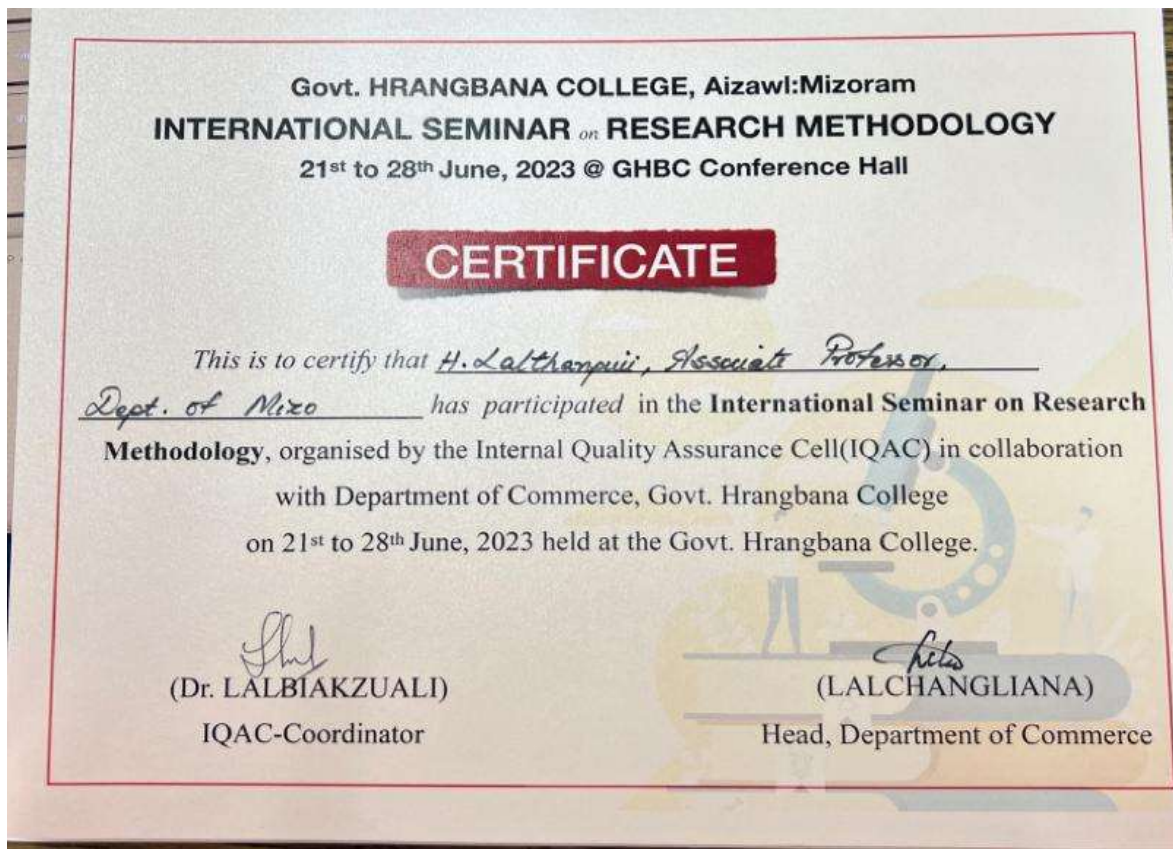 Govt. HRANGBANA COLLEGE, Aizawl:Mizoram
INTERNATIONAL SEMINAR on RESEARCH METHODOLOGY
21st to 28th June, 2023 @ GHBC Conference Hall
CERTIFICATE
This is to certify that H. Lalthanpuii, Associate Professor,
Dept. of Mizo has participated in the International Seminar on Research
Methodology, organised by the Internal Quality Assurance Cell(IQAC) in collaboration
with Department of Commerce, Govt. Hrangbana College
on 21st to 28th June, 2023 held at the Govt. Hrangbana College.
(Dr. LALBIAKZUALI)
(LALCHANGLIANA)
IQAC-Coordinator
Head, Department of Commerce